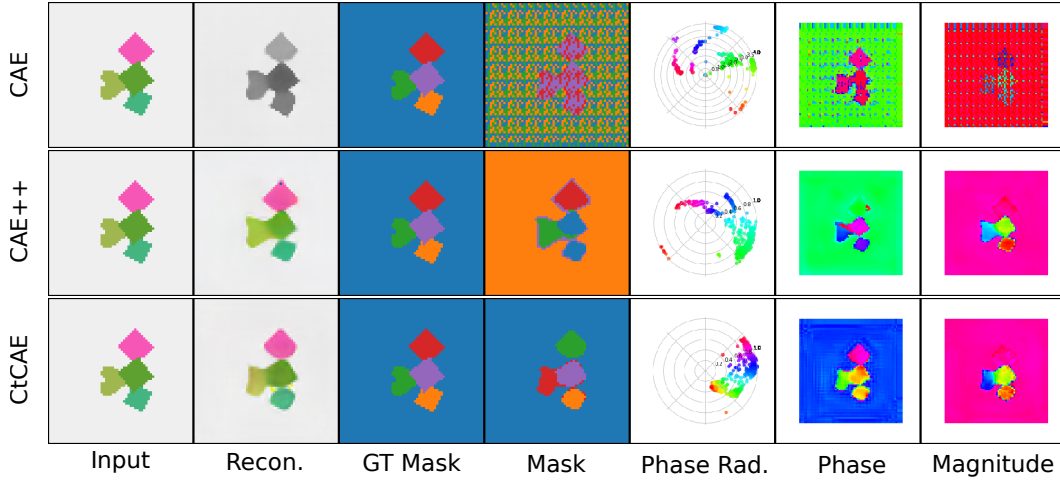 CAE
CAE++
CtCAE
Input Recon. GT Mask Mask Phase Rad. Phase Magnitude